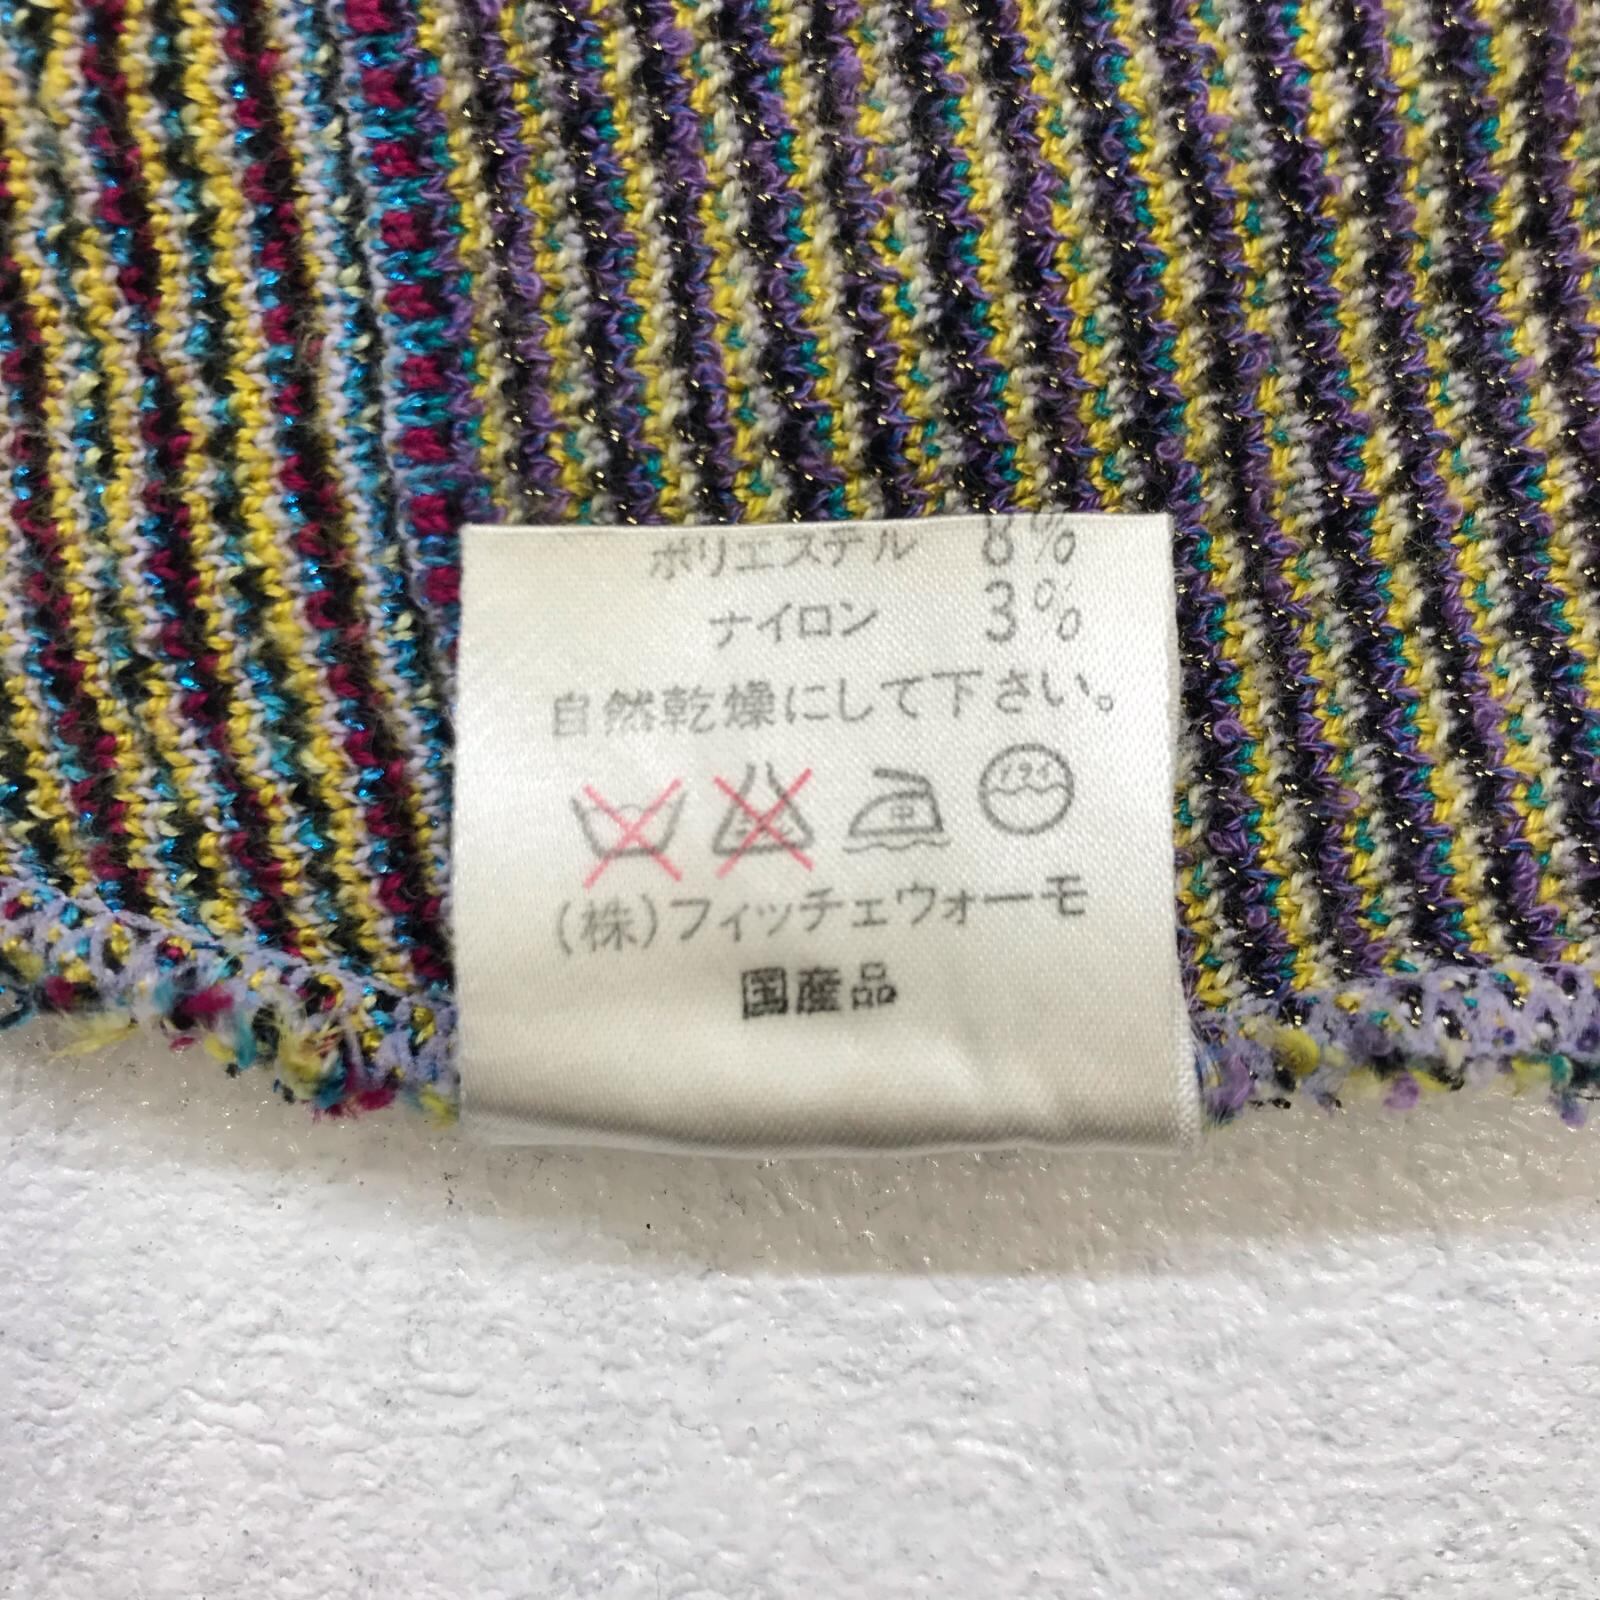 ポリエステル 8%
ナイロン 3%
自然乾燥にして下さい。
(株)フィッチェウォーモ
国産品